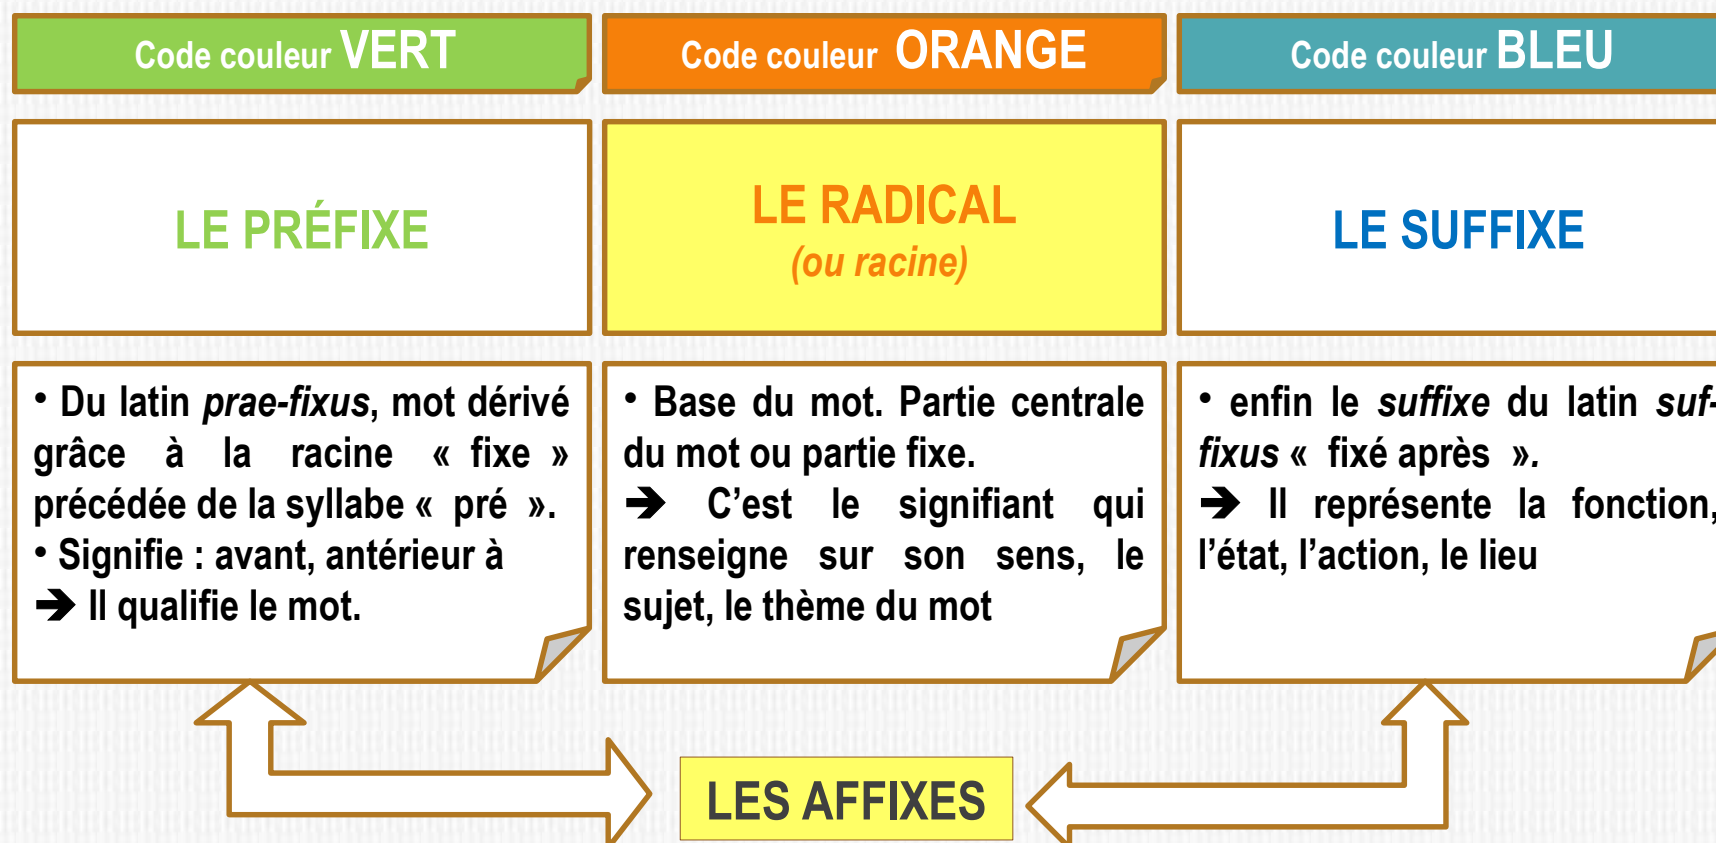 Code couleur VERT
Code couleur ORANGE
Code couleur BLEU
LE PRÉFIXE
LE RADICAL
(ou racine)
LE SUFFIXE
• Du latin prae-fixus, mot dérivé
grâce à la racine « fixe »
précédée de la syllabe « pré ».
• Signifie : avant, antérieur à
➔ Il qualifie le mot.
• Base du mot. Partie centrale
du mot ou partie fixe.
➔ C’est le signifiant qui
renseigne sur son sens, le
sujet, le thème du mot
• enfin le suffixe du latin suf-
fixus « fixé après ».
➔ Il représente la fonction,
l’état, l’action, le lieu
LES AFFIXES